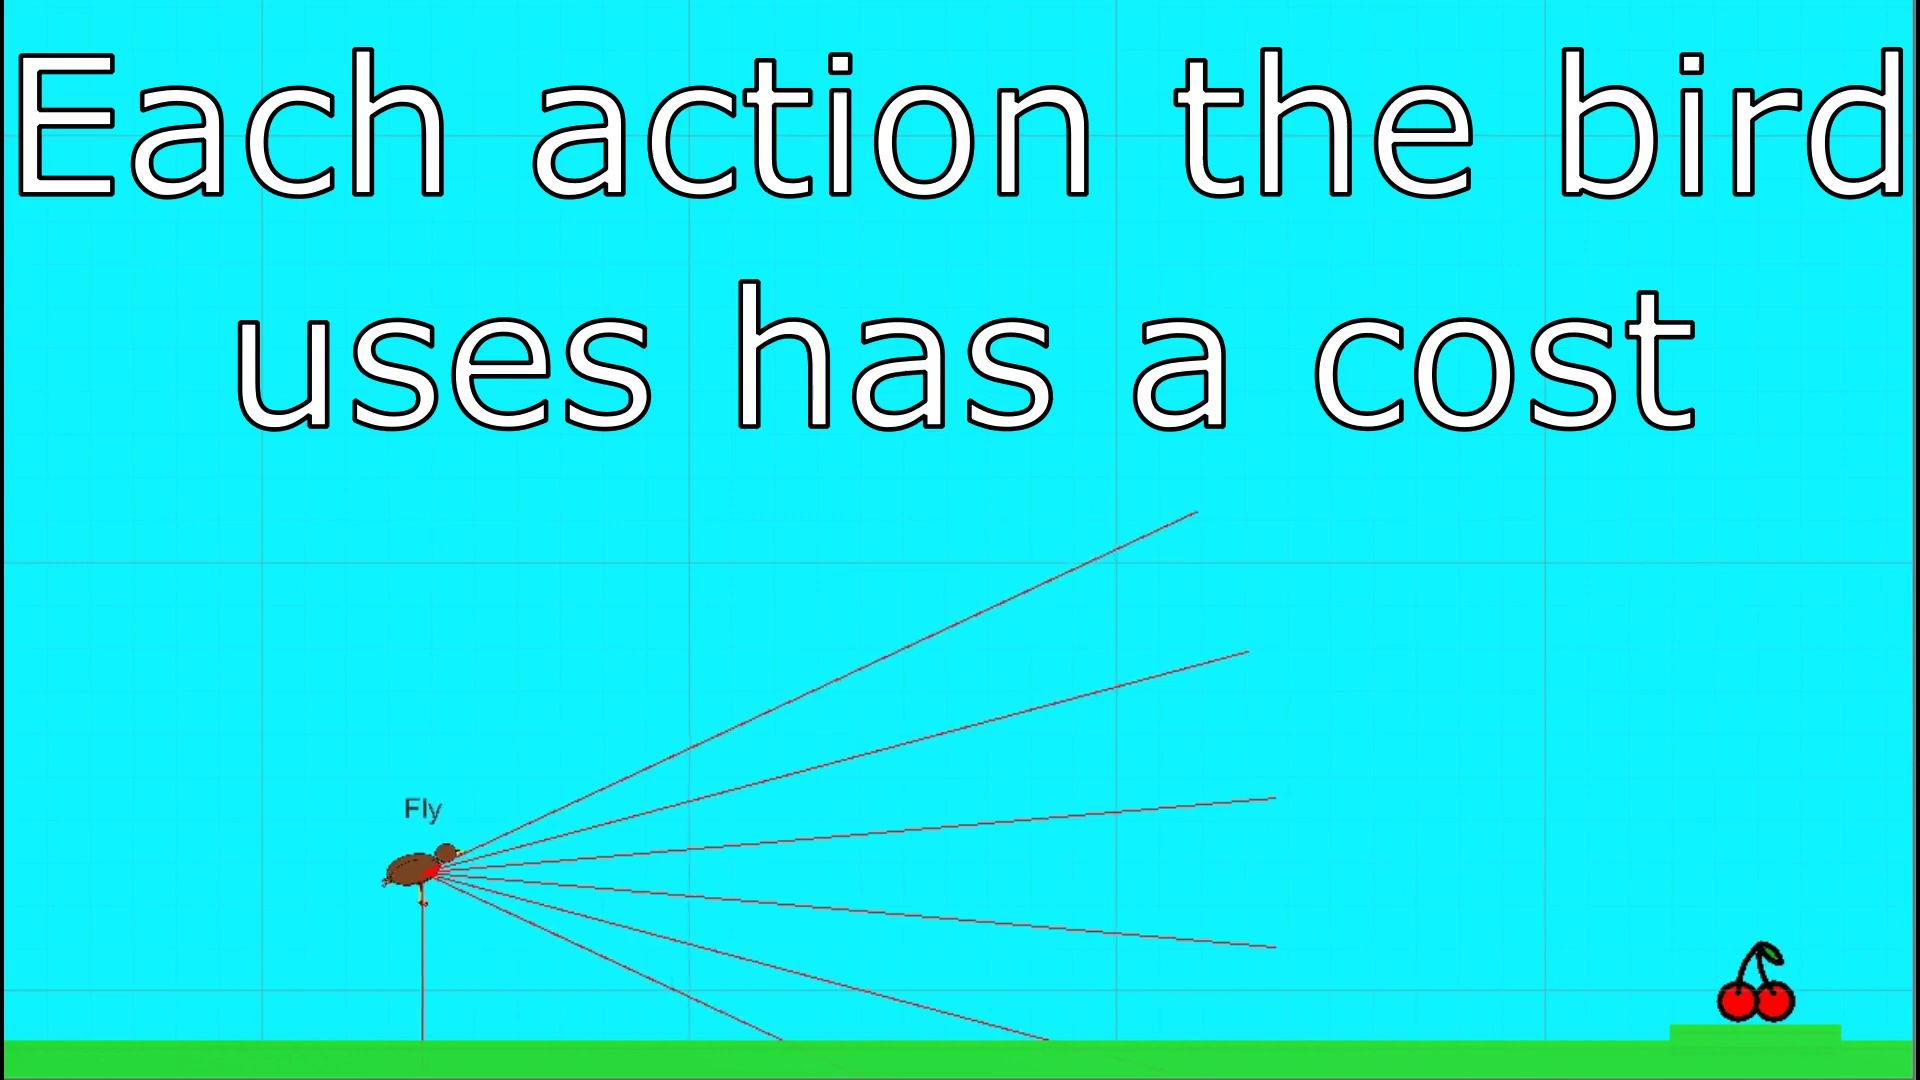 Each action the bird
uses has a cost
Fly